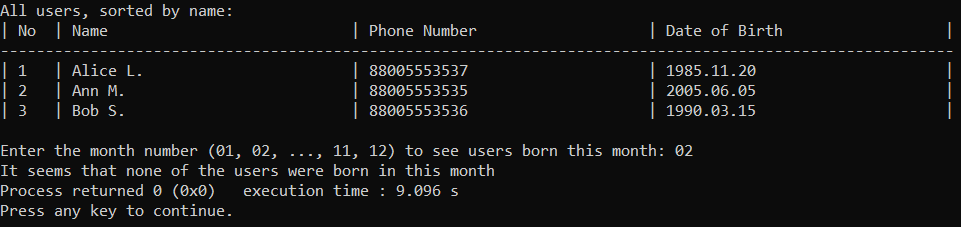 All users, sorted by name:
| No | Name | Phone Number | Date of Birth |
-----------------------------------------------------------------------------------------------------------
| 1 | Alice L. | 88005553537 | 1985.11.20 |
| 2 | Ann M. | 88005553535 | 2005.06.05 |
| 3 | Bob S. | 88005553536 | 1990.03.15 |
Enter the month number (01, 02, ..., 11, 12) to see users born this month: 02
It seems that none of the users were born in this month
Process returned 0 (0x0)   execution time : 9.096 s
Press any key to continue.